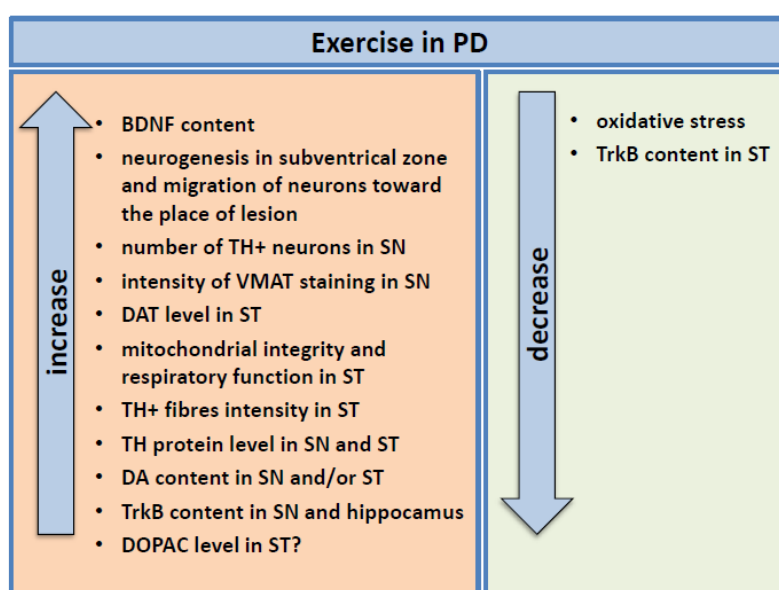 Exercise in PD
increase
• BDNF content
• neurogenesis in subventrical zone
and migration of neurons toward
the place of lesion
• number of TH+ neurons in SN
• intensity of VMAT staining in SN
• DAT level in ST
• mitochondrial integrity and
respiratory function in ST
• TH+ fibres intensity in ST
• TH protein level in SN and ST
• DA content in SN and/or ST
• TrkB content in SN and hippocamus
• DOPAC level in ST?
decrease
• oxidative stress
• TrkB content in ST